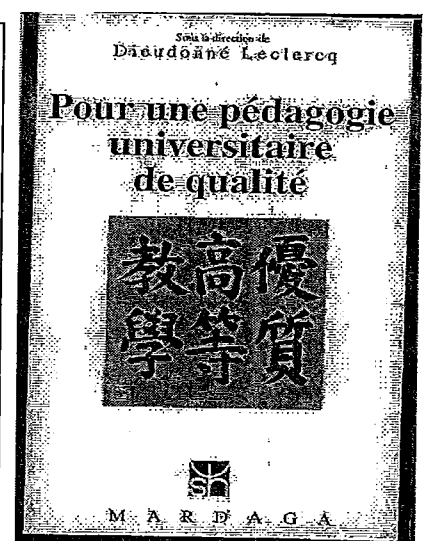 Sous la direction de
Dieudonné Leclercq
Pour une pédagogie
universitaire
de qualité
教高優
學等質
MARDAGA